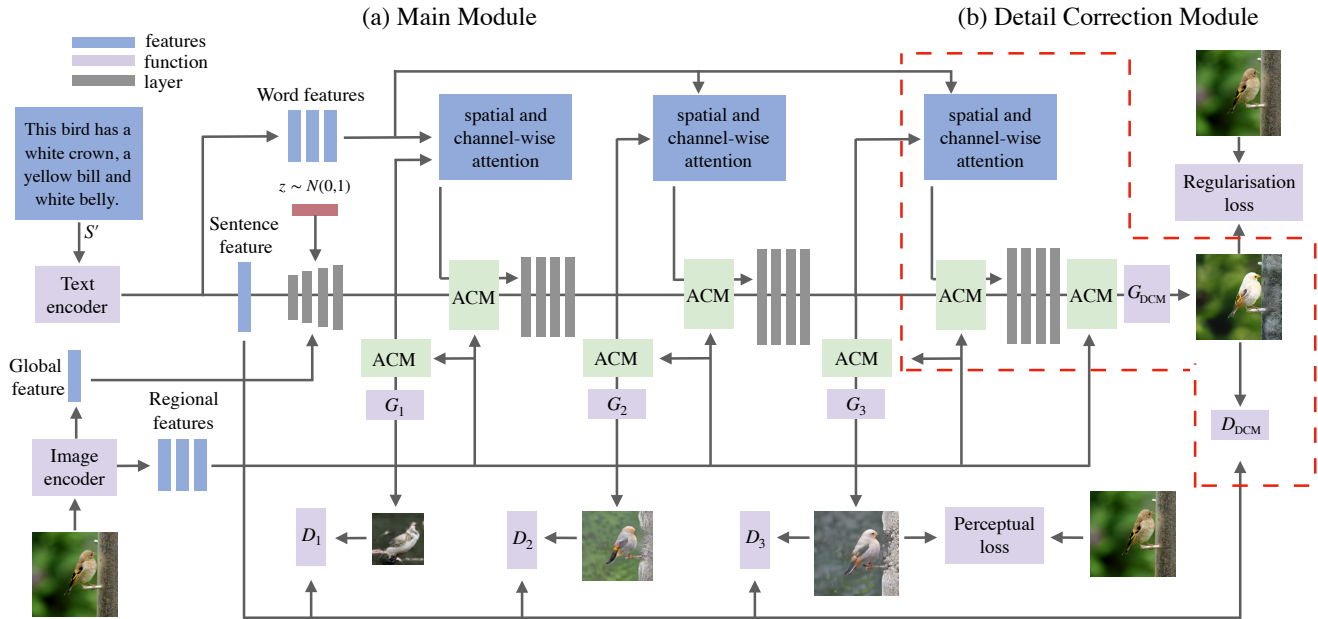 (a) Main Module
(b) Detail Correction Module
features
function
layer
This bird has a
white crown, a
yellow bill and
white belly.
S′
Text
encoder
Word features
z ∼ N(0,1)
Sentence
feature
spatial and
channel-wise
attention
spatial and
channel-wise
attention
spatial and
channel-wise
attention
Regularisation
loss
ACM
ACM
ACM
ACM
G_DCM
ACM
ACM
ACM
Global
feature
Regional
features
G_1
G_2
G_3
D_DCM
Image
encoder
D_1
D_2
D_3
Perceptual
loss